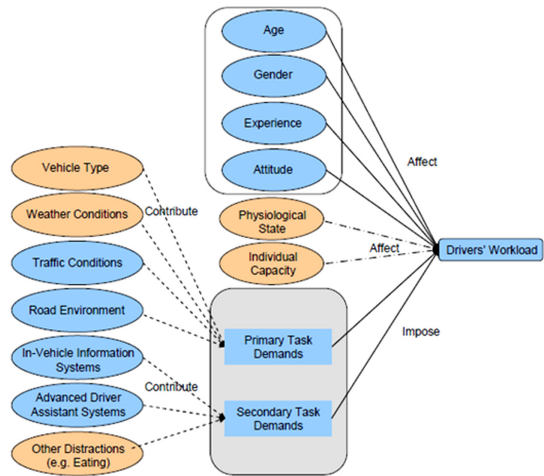 Age
Gender
Experience
Attitude
Affect
Vehicle Type
Weather Conditions
Contribute
Traffic Conditions
Road Environment
In-Vehicle Information
Systems
Advanced Driver
Assistant Systems
Contribute
Other Distractions
(e.g. Eating)
Physiological
State
Individual
Capacity
Affect
Drivers' Workload
Primary Task
Demands
Impose
Secondary Task
Demands